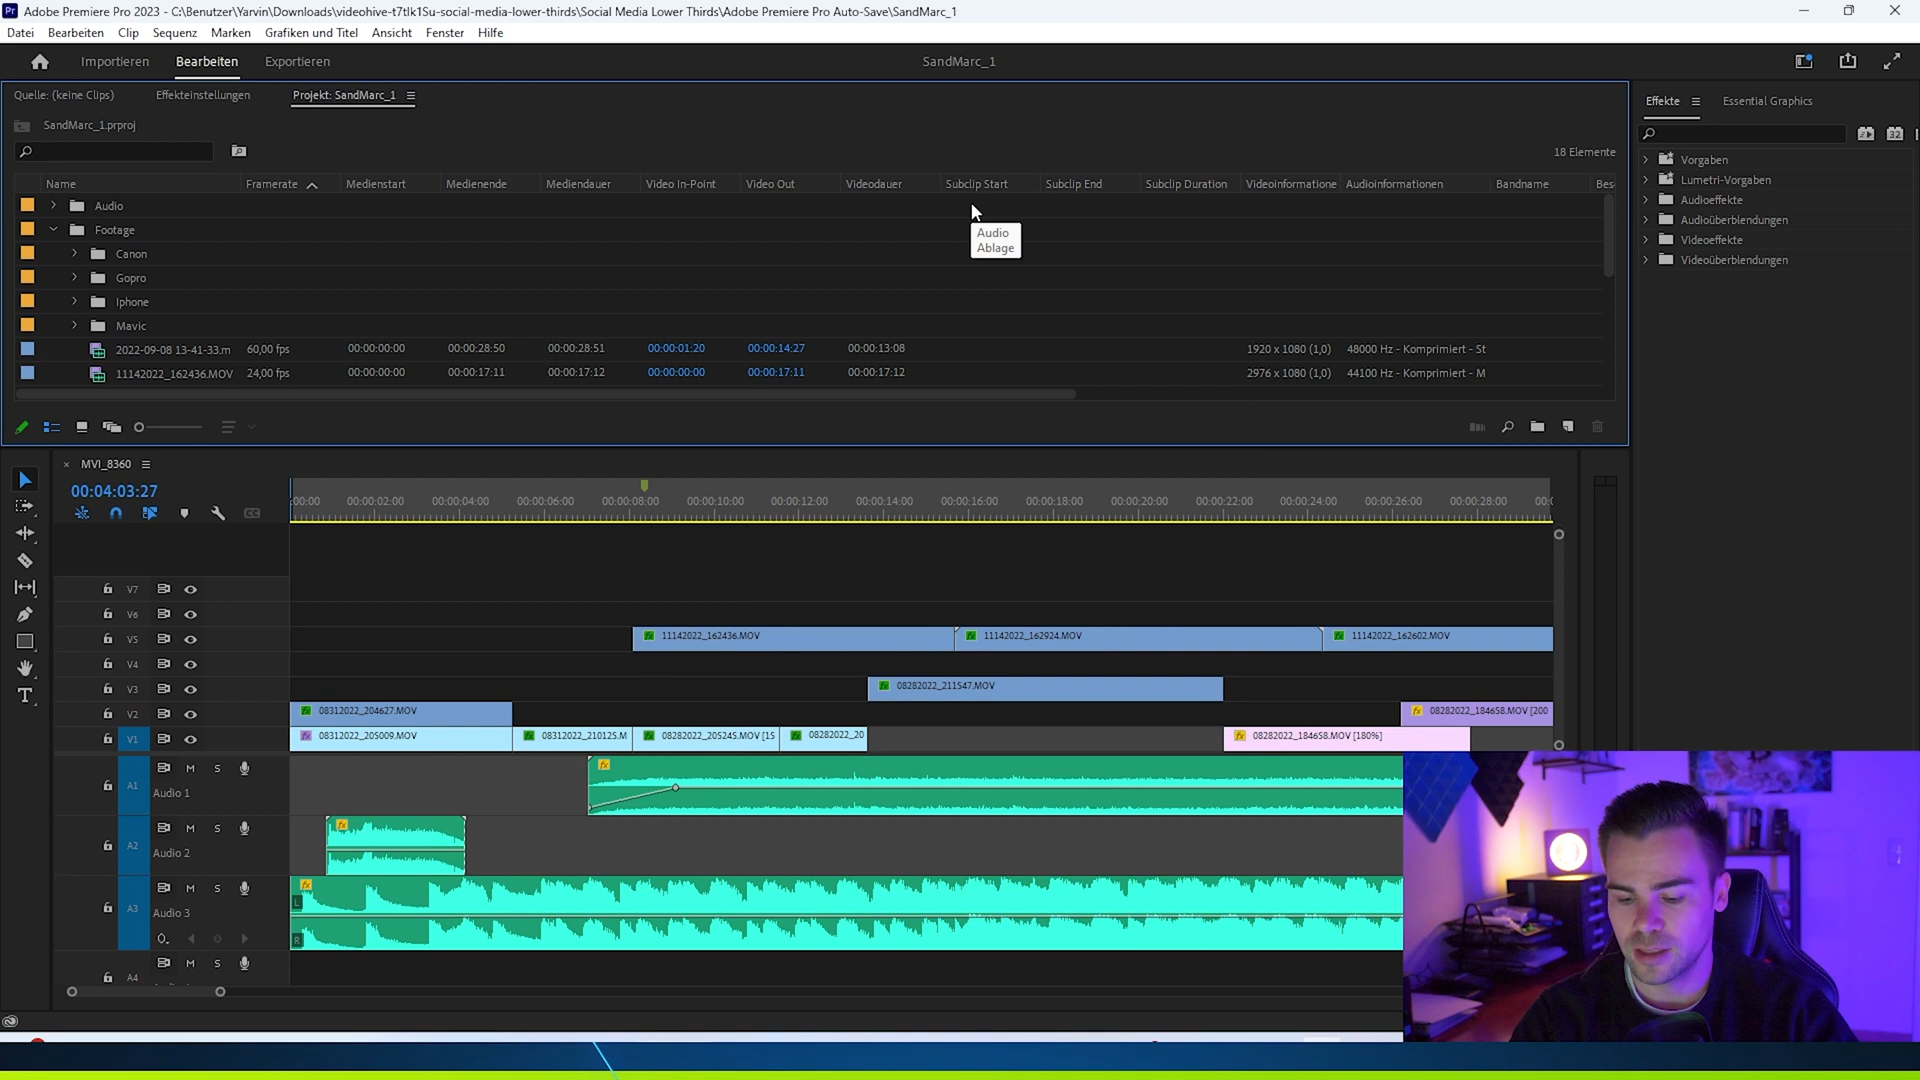 Adobe Premiere Pro 2023 - C:\Benutzer\Yarvin\Downloads\videohive-t7tIk1Su-social-media-lower-thirds\Social Media Lower Thirds\Adobe Premiere Pro Auto-Save\SandMarc_1
Datei Bearbeiten Clip Sequenz Marken Grafiken und Titel Ansicht Fenster Hilfe
Importieren Bearbeiten Exportieren SandMarc_1
Quelle: (keine Clips) Effekteinstellungen Projekt: SandMarc_1
Effekte Essential Graphics
SandMarc_1.prproj
18 Elemente
Name Framerate Medienstart Medienende Mediendauer Video In-Point Video Out Videodauer Subclip Start Subclip End Subclip Duration Videoinformatione Audioinformationen Bandname Bes
Audio
Footage
Canon
Gopro
Iphone
Mavic
2022-09-08 13-41-33.m 60,00 fps 00:00:00:00 00:00:28:50 00:00:28:51 00:00:01:20 00:00:14:27 00:00:13:08 1920 x 1080 (1,0) 48000 Hz - Komprimiert - St
11142022_162436.MOV 24,00 fps 00:00:00:00 00:00:17:11 00:00:17:12 00:00:00:00 00:00:17:11 00:00:17:12 2976 x 1080 (1,0) 44100 Hz - Komprimiert - M
Audio
Ablage
Vorgaben
Lumetri-Vorgaben
Audioeffekte
Audioüberblendungen
Videoeffekte
Videoüberblendungen
MVI_8360
00:04:03:27
:00:00 00:00:02:00 00:00:04:00 00:00:06:00 00:00:08:00 00:00:10:00 00:00:12:00 00:00:14:00 00:00:16:00 00:00:18:00 00:00:20:00 00:00:22:00 00:00:24:00 00:00:26:00 00:00:28:00 00:(
V7
V6
V5 11142022_162436.MOV 11142022_162924.MOV 11142022_162602.MOV
V4
V3 08282022_211547.MOV
V2 08312022_204627.MOV 08282022_184658.MOV [200
V1 08312022_205009.MOV 08312022_210125.M 08282022_205245.MOV [15 08282022_20 08282022_184658.MOV [180%]
M S
A1 Audio 1
M S
A2 Audio 2
M S
A3 Audio 3
L
R
M S
A4